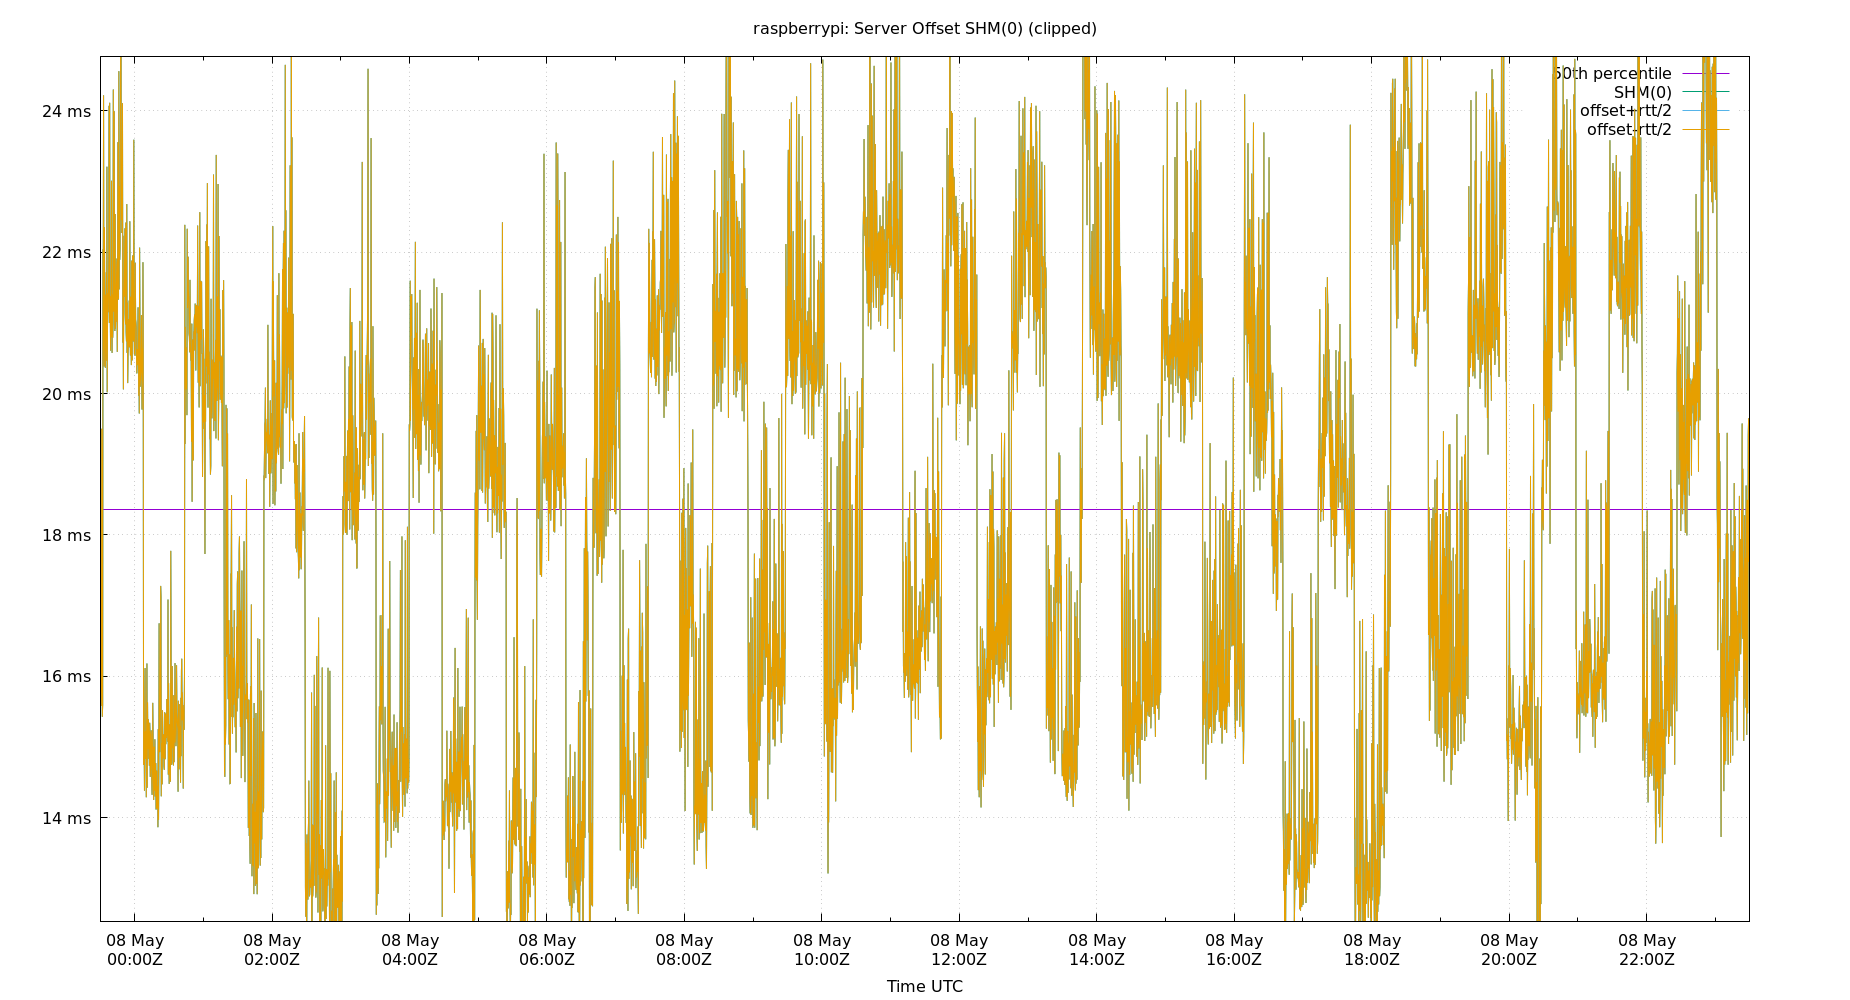 raspberrypi: Server Offset SHM(0) (clipped)
50th percentile
SHM(0)
offset+rtt/2
offset-rtt/2
24 ms
22 ms
20 ms
18 ms
16 ms
14 ms
08 May 08 May 08 May 08 May 08 May 08 May 08 May 08 May 08 May 08 May 08 May 08 May
00:00Z 02:00Z 04:00Z 06:00Z 08:00Z 10:00Z 12:00Z 14:00Z 16:00Z 18:00Z 20:00Z 22:00Z
Time UTC